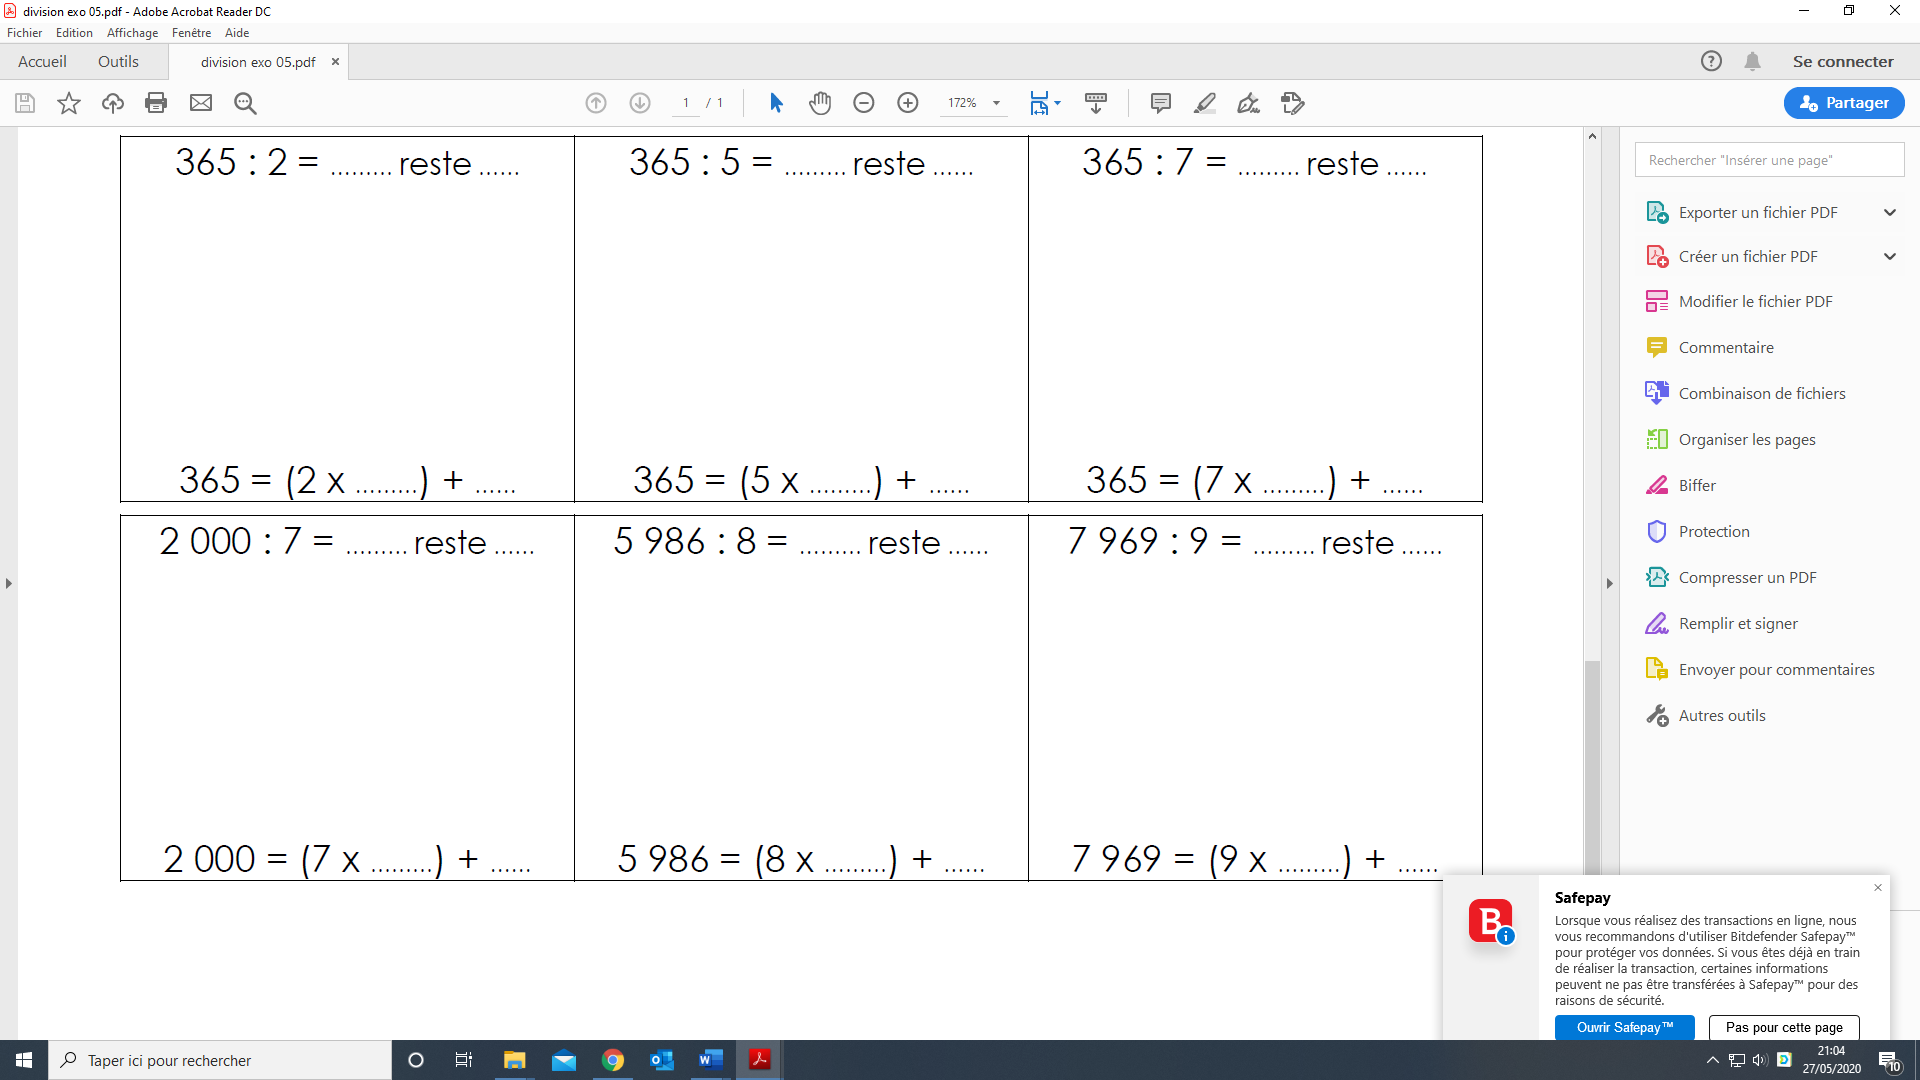 division exo 05.pdf - Adobe Acrobat Reader DC
Fichier Edition Affichage Fenêtre Aide
Accueil Outils division exo 05.pdf × Se connecter
1 / 1 172% Partager
365 : 2 = ......... reste ...... 365 : 5 = ......... reste ...... 365 : 7 = ......... reste ......
365 = (2 x .........) + ...... 365 = (5 x .........) + ...... 365 = (7 x .........) + ......
2 000 : 7 = ......... reste ...... 5 986 : 8 = ......... reste ...... 7 969 : 9 = ......... reste ......
2 000 = (7 x .........) + ...... 5 986 = (8 x .........) + ...... 7 969 = (9 x .........) + ......
Rechercher "Insérer une page"
Exporter un fichier PDF
Créer un fichier PDF
Modifier le fichier PDF
Commentaire
Combinaison de fichiers
Organiser les pages
Biffer
Protection
Compresser un PDF
Remplir et signer
Envoyer pour commentaires
Autres outils
B i
Safepay
Lorsque vous réalisez des transactions en ligne, nous
vous recommandons d'utiliser Bitdefender Safepay™
pour protéger vos données. Si vous êtes déjà en train
de réaliser la transaction, certaines informations
peuvent ne pas être transférées à Safepay™ pour des
raisons de sécurité.
Ouvrir Safepay™ Pas pour cette page
Taper ici pour rechercher
21:04
27/05/2020
10